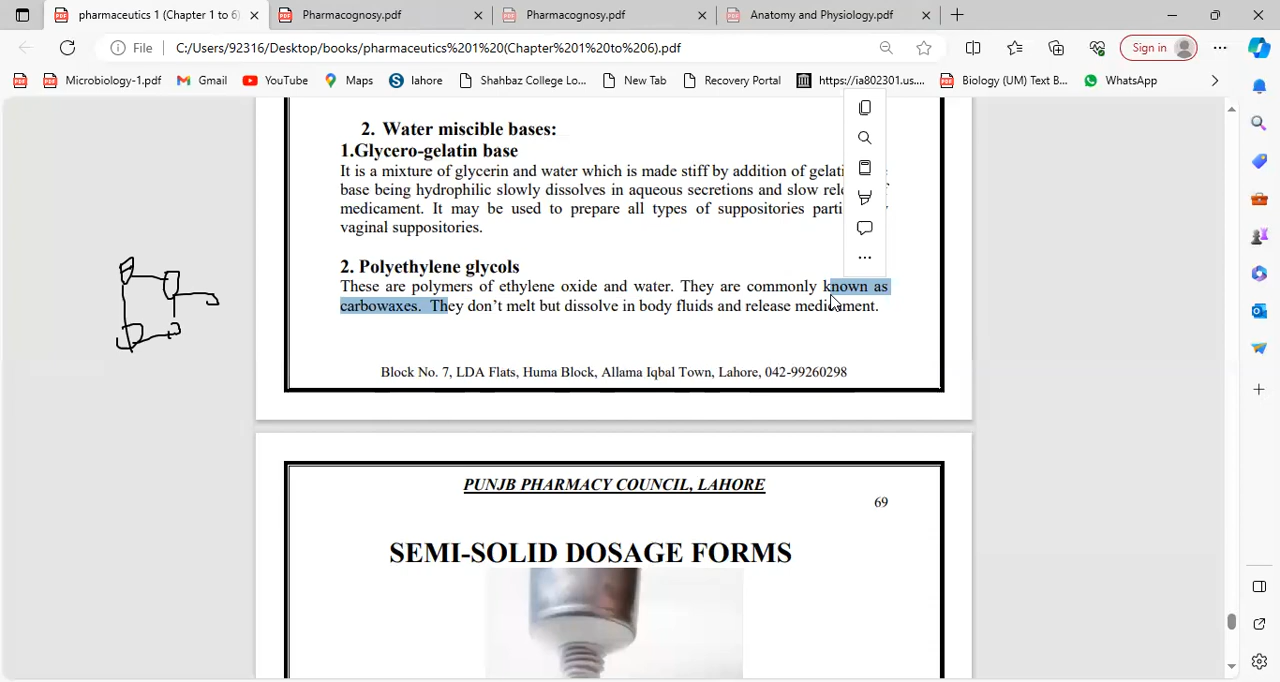 pharmaceutics 1 (Chapter 1 to 6)
Pharmacognosy.pdf
Pharmacognosy.pdf
Anatomy and Physiology.pdf
File
C:/Users/92316/Desktop/books/pharmaceutics%201%20(Chapter%201%20to%206).pdf
Sign in
Microbiology-1.pdf
Gmail
YouTube
Maps
lahore
Shahbaz College Lo...
New Tab
Recovery Portal
https://ia802301.us....
Biology (UM) Text B...
WhatsApp
2. Water miscible bases:
1.Glycero-gelatin base
It is a mixture of glycerin and water which is made stiff by addition of gelati
base being hydrophilic slowly dissolves in aqueous secretions and slow rel
medicament. It may be used to prepare all types of suppositories parti
vaginal suppositories.
2. Polyethylene glycols
These are polymers of ethylene oxide and water. They are commonly known as
carbowaxes. They don't melt but dissolve in body fluids and release medicament.
Block No. 7, LDA Flats, Huma Block, Allama Iqbal Town, Lahore, 042-99260298
PUNJB PHARMACY COUNCIL, LAHORE
69
SEMI-SOLID DOSAGE FORMS